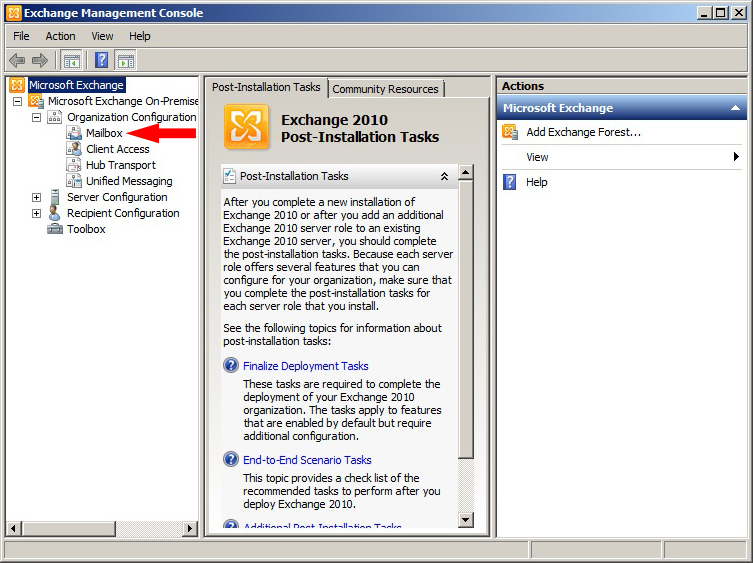 Exchange Management Console
File Action View Help
Microsoft Exchange
Microsoft Exchange On-Premise
Organization Configuration
Mailbox
Client Access
Hub Transport
Unified Messaging
Server Configuration
Recipient Configuration
Toolbox
Post-Installation Tasks
Community Resources
Exchange 2010
Post-Installation Tasks
Post-Installation Tasks
After you complete a new installation of
Exchange 2010 or after you add an additional
Exchange 2010 server role to an existing
Exchange 2010 server, you should complete
the post-installation tasks. Because each server
role offers several features that you can
configure for your organization, make sure that
you complete the post-installation tasks for
each server role that you install.
See the following topics for information about
post-installation tasks:
Finalize Deployment Tasks
These tasks are required to complete the
deployment of your Exchange 2010
organization. The tasks apply to features
that are enabled by default but require
additional configuration.
End-to-End Scenario Tasks
This topic provides a check list of the
recommended tasks to perform after you
deploy Exchange 2010.
Additional Post-Installation Tasks
Actions
Microsoft Exchange
Add Exchange Forest...
View
Help